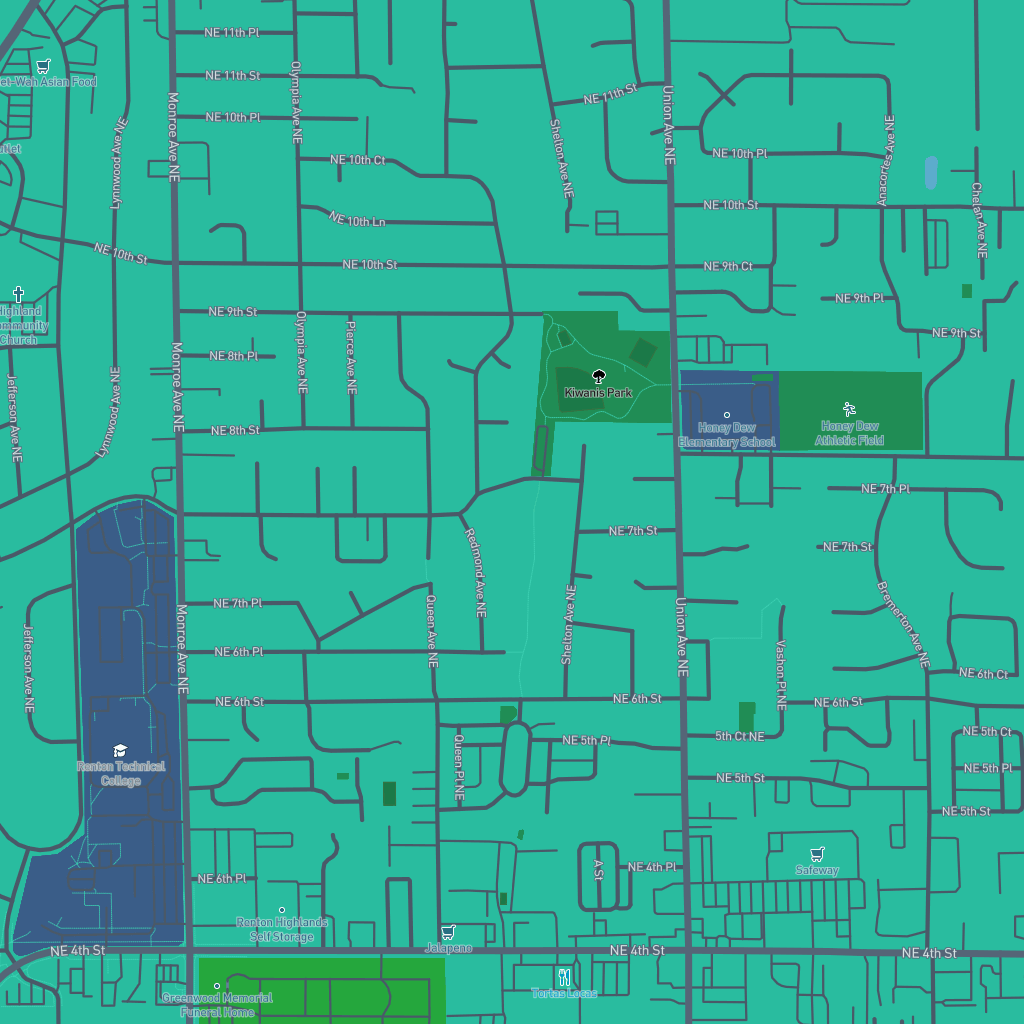 NE 11th Pl
NE 11th St
Olympia Ave NE
Monroe Ave NE
NE 10th Pl
Lynnwood Ave NE
NE 10th Ct
NE 10th Ln
NE 10th St
NE 10th St
NE 11th St
Shelton Ave NE
Union Ave NE
NE 10th Pl
Anacortes Ave NE
NE 10th St
Chelan Ave NE
NE 9th Ct
NE 9th Pl
NE 9th St
Asian Food
Highland
Community
Church
NE 9th St
Olympia Ave NE
Pierce Ave NE
NE 8th Pl
Monroe Ave NE
Jefferson Ave NE
Lynnwood Ave NE
NE 8th St
Kiwanis Park
Honey Dew
Elementary School
Honey Dew
Athletic Field
NE 7th Pl
NE 7th St
NE 7th St
Redmond Ave NE
Queen Ave NE
Shelton Ave NE
Union Ave NE
Bremerton Ave NE
Vashon Pl NE
NE 7th Pl
NE 6th Pl
NE 6th St
Monroe Ave NE
Jefferson Ave NE
NE 6th St
NE 6th St
NE 6th Ct
Renton Technical
College
Queen Pl NE
NE 5th Pl
5th Ct NE
NE 5th Ct
NE 5th Pl
NE 5th St
NE 5th St
A St
NE 4th Pl
Safeway
NE 6th Pl
Renton Highlands
Self Storage
Jalapeno
NE 4th St
NE 4th St
NE 4th St
Greenwood Memorial
Funeral Home
Tortas Locas